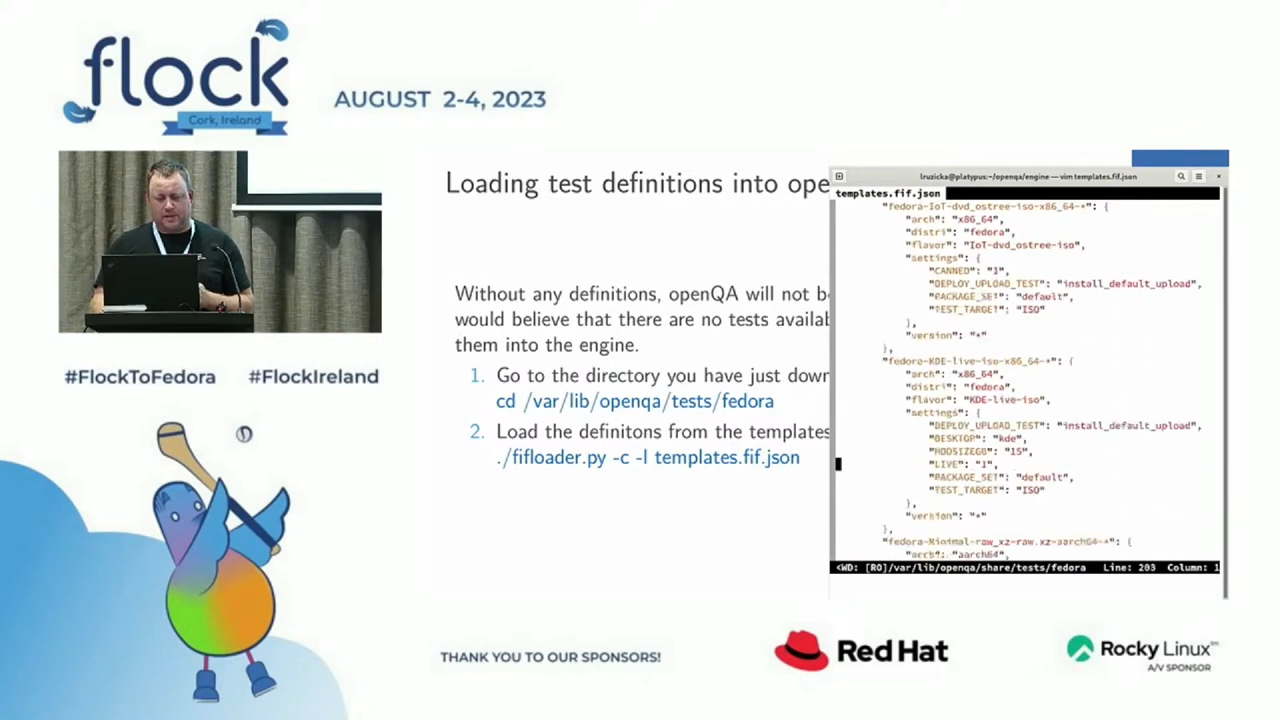 flock
Cork, Ireland
AUGUST 2-4, 2023
#FlockToFedora #FlockIreland
Loading test definitions into ope
Without any definitions, openQA will not be
would believe that there are no tests availab
them into the engine.
1. Go to the directory you have just down
cd /var/lib/openqa/tests/fedora
2. Load the definitons from the templates
./fifloader.py -c -l templates.fif.json
lruzicka@platypus:~/openqa/engine — vim templates.fif.json
templates.fif.json
"fedora-IoT-dvd_ostree-iso-x86_64-*": {
"arch": "x86_64",
"distri": "fedora",
"flavor": "IoT-dvd_ostree-iso",
"settings": {
"CANNED": "1",
"DEPLOY_UPLOAD_TEST": "install_default_upload",
"PACKAGE_SET": "default",
"TEST_TARGET": "ISO"
},
"version": "*"
},
"fedora-KDE-live-iso-x86_64-*": {
"arch": "x86_64",
"distri": "fedora",
"flavor": "KDE-live-iso",
"settings": {
"DEPLOY_UPLOAD_TEST": "install_default_upload",
"DESKTOP": "kde",
"HDDSIZEGB": "15",
"LIVE": "1",
"PACKAGE_SET": "default",
"TEST_TARGET": "ISO"
},
"version": "*"
},
"fedora-Minimal-raw_xz-raw.xz-aarch64-*": {
"arch": "aarch64",
<WD: [RO]/var/lib/openqa/share/tests/fedora Line: 203 Column: 1
THANK YOU TO OUR SPONSORS!
Red Hat
Rocky Linux™
A/V SPONSOR